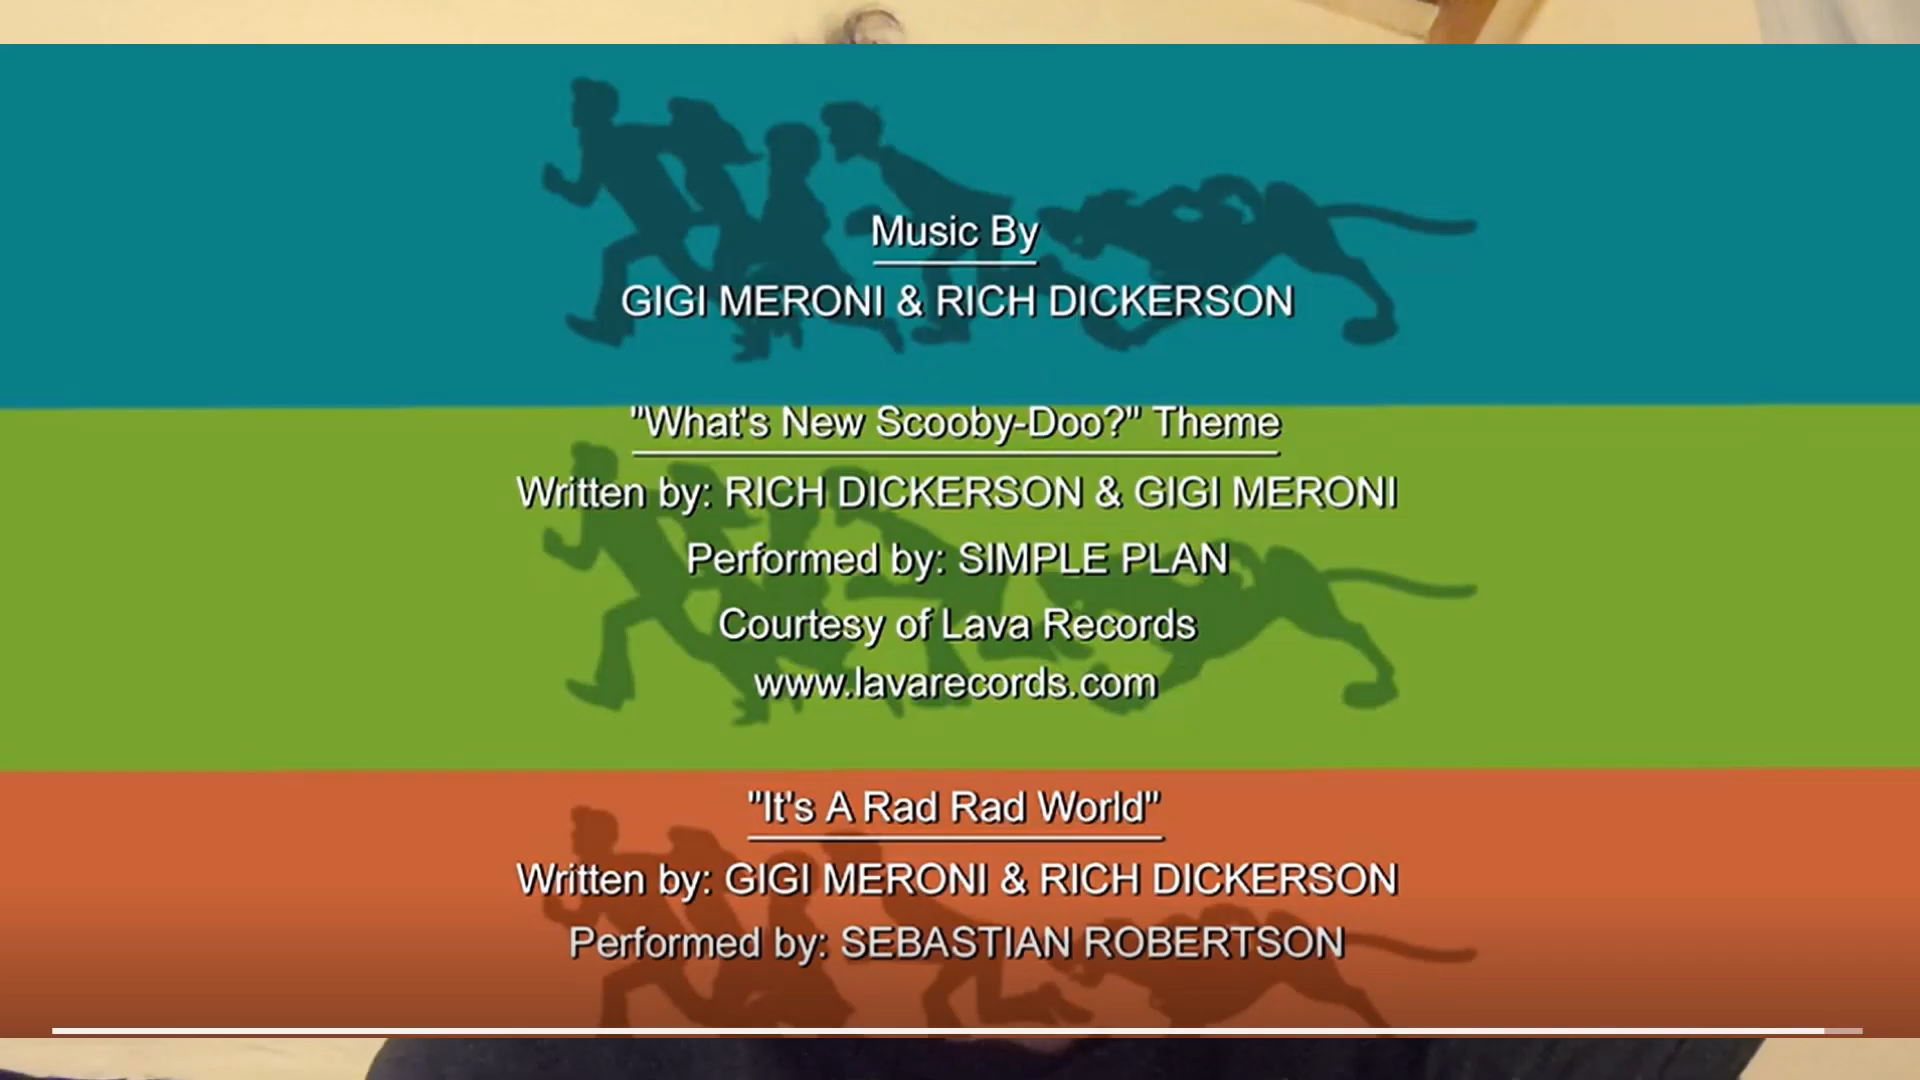 Music By
GIGI MERONI & RICH DICKERSON
"What's New Scooby-Doo?" Theme
Written by: RICH DICKERSON & GIGI MERONI
Performed by: SIMPLE PLAN
Courtesy of Lava Records
www.lavarecords.com
"It's A Rad Rad World"
Written by: GIGI MERONI & RICH DICKERSON
Performed by: SEBASTIAN ROBERTSON